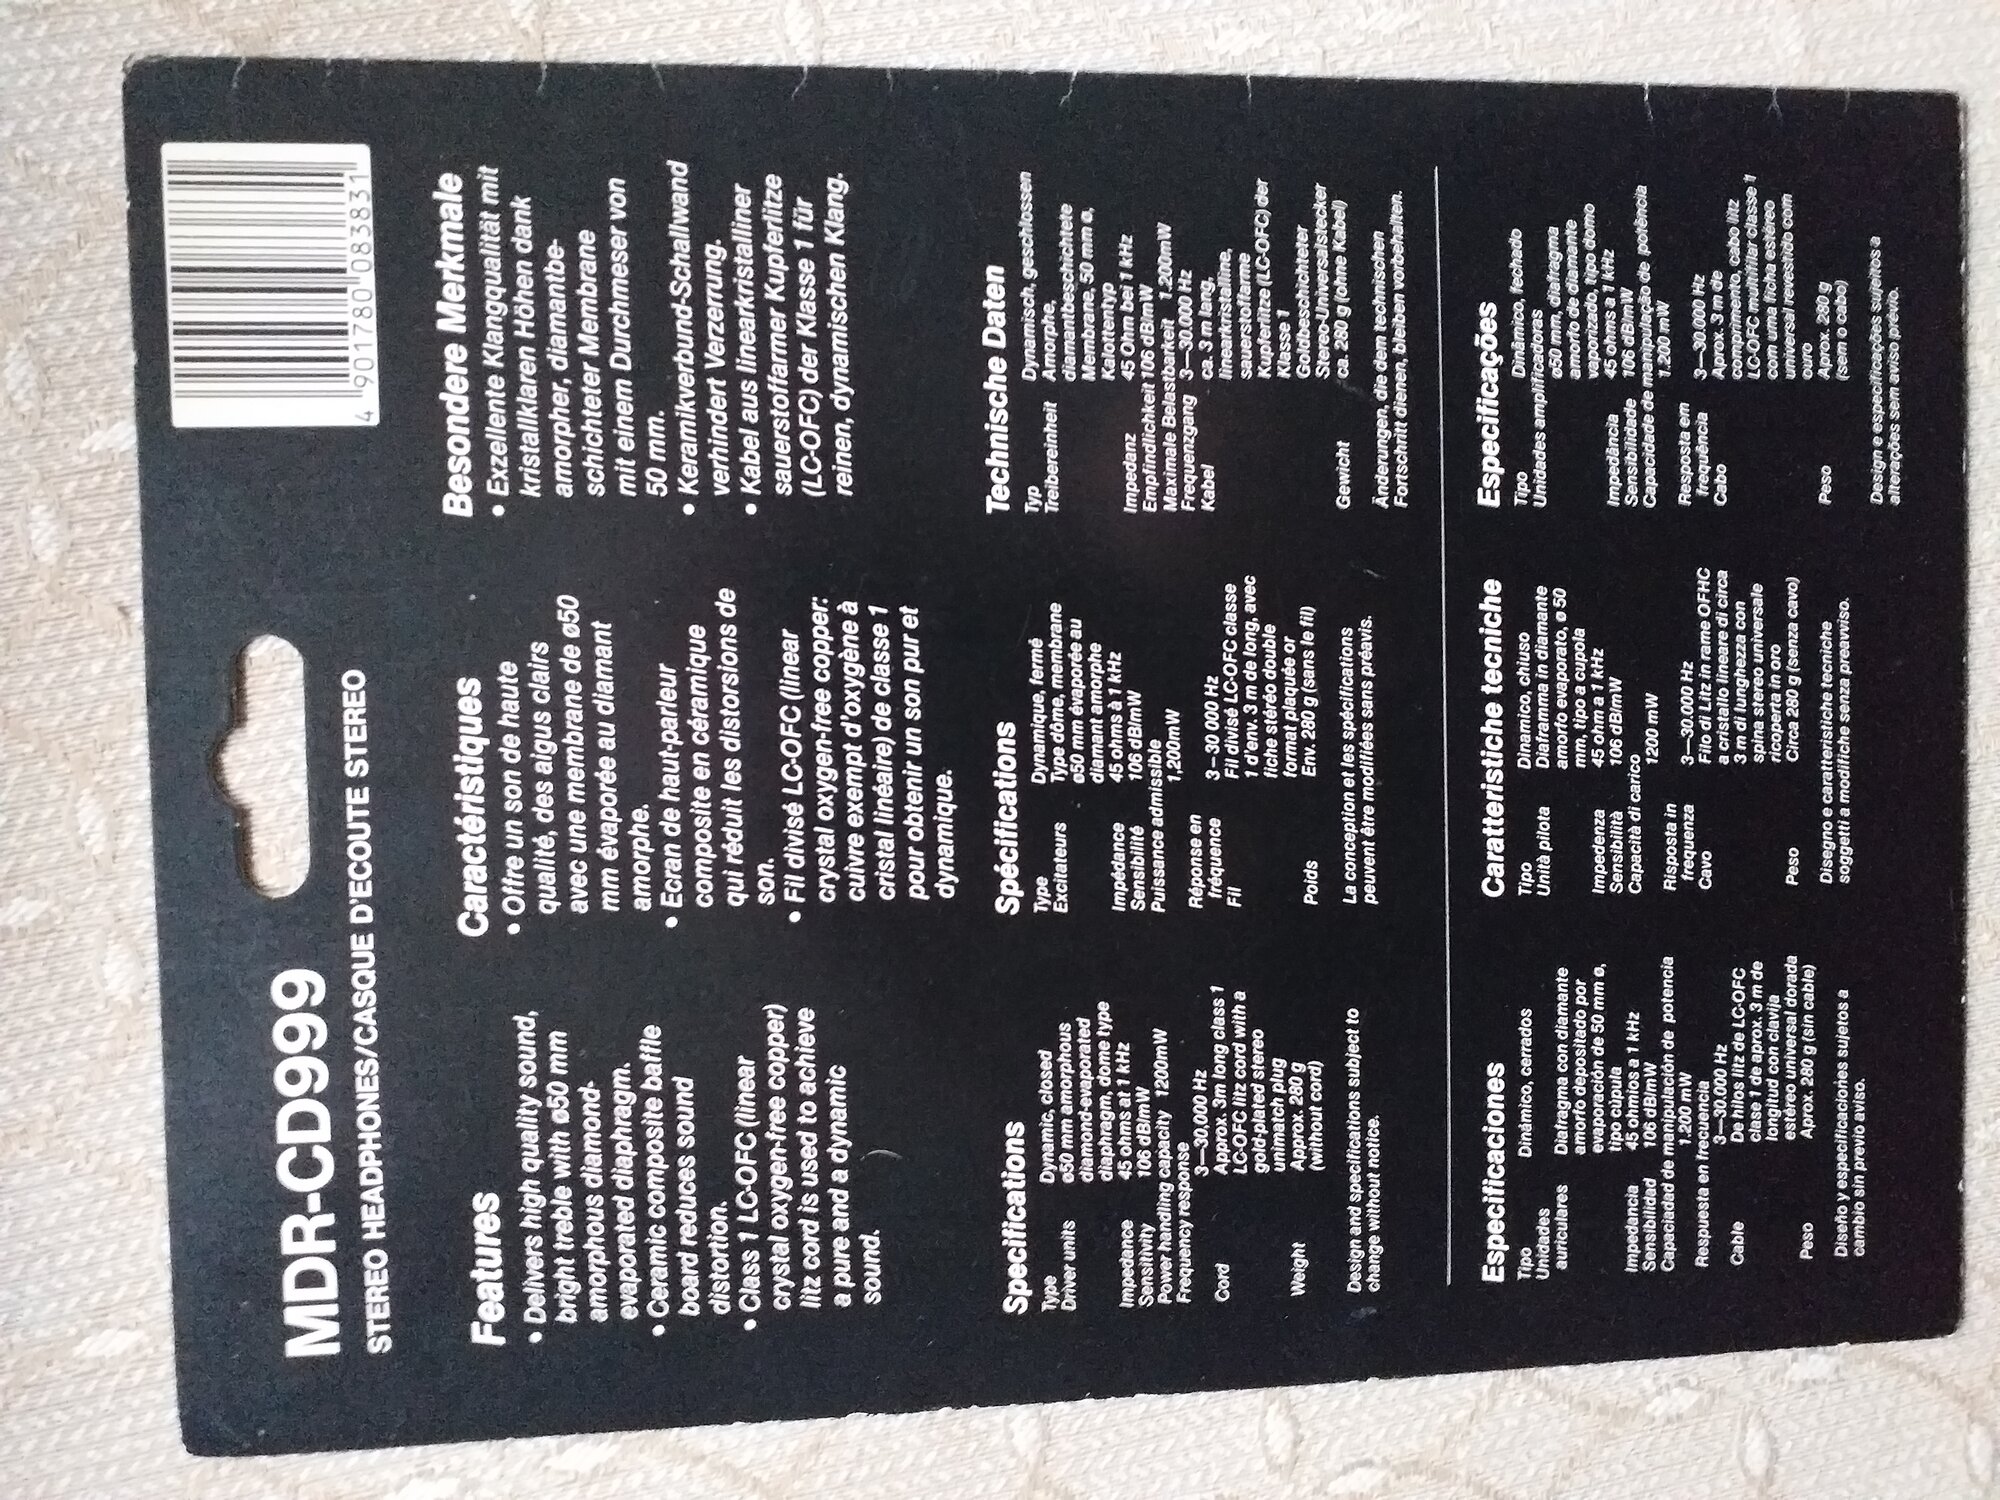 MDR-CD999
STEREO HEADPHONES/CASQUE D'ECOUTE STEREO
4 901780 083831
Features
• Delivers high quality sound,
bright treble with ø50 mm
amorphous diamond-
evaporated diaphragm.
• Ceramic composite baffle
board reduces sound
distortion.
• Class 1 LC-OFC (linear
crystal oxygen-free copper)
litz cord is used to achieve
a pure and a dynamic
sound.
Caractéristiques
• Offre un son de haute
qualité, des aigus clairs
avec une membrane de ø50
mm évaporée au diamant
amorphe.
• Ecran de haut-parleur
composite en céramique
qui réduit les distorsions de
son.
• Fil divisé LC-OFC (linear
crystal oxygen-free copper:
cuivre exempt d'oxygène à
cristal linéaire) de classe 1
pour obtenir un son pur et
dynamique.
Besondere Merkmale
• Exzellente Klangqualität mit
kristallklaren Höhen dank
amorpher, diamantbe-
schichteter Membrane
mit einem Durchmeser von
50 mm.
• Keramikverbund-Schallwand
verhindert Verzerrung.
• Kabel aus linearkristalliner
sauerstoffarmer Kupferlitze
(LC-OFC) der Klasse 1 für
reinen, dynamischen Klang.
Specifications
Type Dynamic, closed
Driver units ø50 mm amorphous
diamond-evaporated
diaphragm, dome type
Impedance 45 ohms at 1 kHz
Sensitivity 106 dB/mW
Power handling capacity 1200mW
Frequency response
3—30,000 Hz
Cord Approx. 3m long class 1
LC-OFC litz cord with a
gold-plated stereo
unimatch plug
Weight Approx. 280 g
(without cord)
Design and specifications subject to
change without notice.
Spécifications
Type Dynamique, fermé
Excitateurs Type dôme, membrane
ø50 mm évaporée au
diamant amorphe
Impédance 45 ohms à 1 kHz
Sensibilité 106 dB/mW
Puissance admissible
1,200mW
Réponse en
fréquence 3—30 000 Hz
Fil Fil divisé LC-OFC classe
1 d'env. 3 m de long, avec
fiche stéréo double
format plaquée or
Poids Env. 280 g (sans le fil)
La conception et les spécifications
peuvent être modifiées sans préavis.
Technische Daten
Typ Dynamisch, geschlossen
Treibereinheit Amorphe,
diamantbeschichtete
Membrane, 50 mm ø,
Kalottentyp
Impedanz 45 Ohm bei 1 kHz
Empfindlichkeit 106 dB/mW
Maximale Belastbarkeit 1.200mW
Frequenzgang 3—30.000 Hz
Kabel ca. 3 m lang,
linearkristalline,
sauerstoffarme
Kupferlitze (LC-OFC) der
Klasse 1
Goldbeschichteter
Stereo-Universalstecker
Gewicht ca. 280 g (ohne Kabel)
Änderungen, die dem technischen
Fortschritt dienen, bleiben vorbehalten.
Especificaciones
Tipo Dinámico, cerrados
Unidades
auriculares Diafragma con diamante
amorfo depositado por
evaporación de 50 mm ø,
tipo cúpula
Impedancia 45 ohmios a 1 kHz
Sensibilidad 106 dB/mW
Capaciadad de manipulación de potencia
1.200 mW
Respuesta en frecuencia
3—30.000 Hz
Cable De hilos litz de LC-OFC
clase 1 de aprox. 3 m de
longitud con clavija
estéreo universal dorada
Peso Aprox. 280 g (sin cable)
Diseño y especificaciones sujetos a
cambio sin previo aviso.
Caratteristiche tecniche
Tipo Dinamico, chiuso
Unità pilota Diaframma in diamante
amorfo evaporato, ø 50
mm, tipo a cupola
Impedenza 45 ohm a 1 kHz
Sensibilità 106 dB/mW
Capacità di carico
1200 mW
Risposta in
frequenza 3—30.000 Hz
Cavo Filo di Litz in rame OFHC
a cristallo lineare di circa
3 m di lunghezza con
spina stereo universale
ricoperta in oro
Peso Circa 280 g (senza cavo)
Disegno e caratteristiche tecniche
soggetti a modifiche senza preavviso.
Especificações
Tipo Dinâmico, fechado
Unidades amplificadoras
ø50 mm, difragma
amorfo de diamante
vaporizado, tipo domo
Impedância 45 ohms a 1 kHz
Sensibilidade 106 dB/mW
Capacidade de manipulação de potência
1.200 mW
Resposta em
frequência 3—30.000 Hz
Cabo Aprox. 3 m de
comprimento, cabo litz
LC-OFC multifilar classe 1
com uma ficha estéreo
universal revestido com
ouro
Peso Aprox. 280 g
(sem o cabo)
Design e especificações sujeitos a
alterações sem aviso prévio.